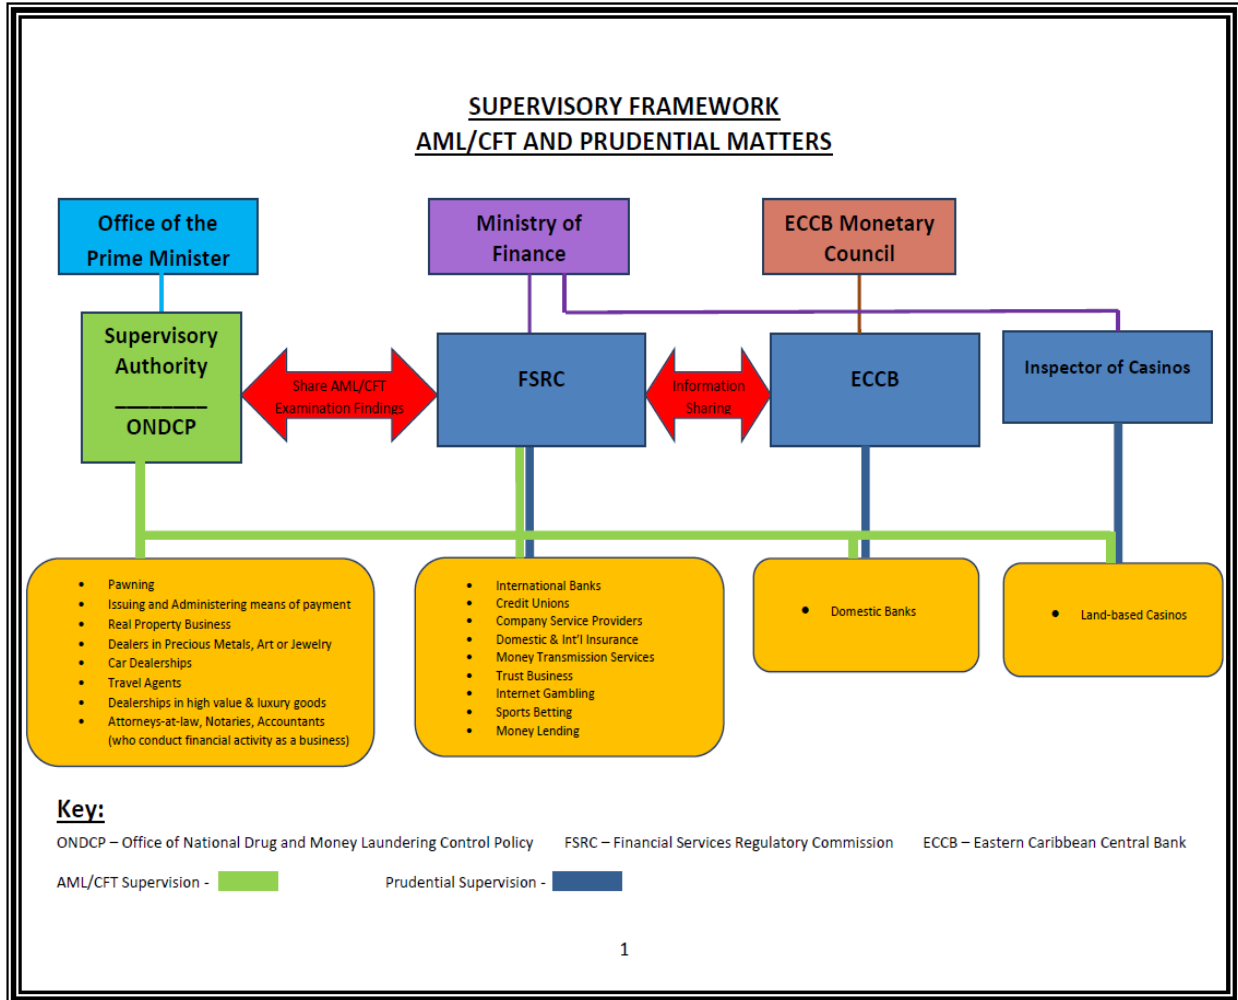 SUPERVISORY FRAMEWORK
AML/CFT AND PRUDENTIAL MATTERS
Office of the
Prime Minister
Ministry of
Finance
ECCB Monetary
Council
Supervisory
Authority
________
ONDCP
Share AML/CFT
Examination Findings
FSRC
Information
Sharing
ECCB
Inspector of Casinos
• Pawning
• Issuing and Administering means of payment
• Real Property Business
• Dealers in Precious Metals, Art or Jewelry
• Car Dealerships
• Travel Agents
• Dealerships in high value & luxury goods
• Attorneys-at-law, Notaries, Accountants
(who conduct financial activity as a business)
• International Banks
• Credit Unions
• Company Service Providers
• Domestic & Int'l Insurance
• Money Transmission Services
• Trust Business
• Internet Gambling
• Sports Betting
• Money Lending
• Domestic Banks
• Land-based Casinos
Key:
ONDCP – Office of National Drug and Money Laundering Control Policy FSRC – Financial Services Regulatory Commission ECCB – Eastern Caribbean Central Bank
AML/CFT Supervision - Prudential Supervision -
1